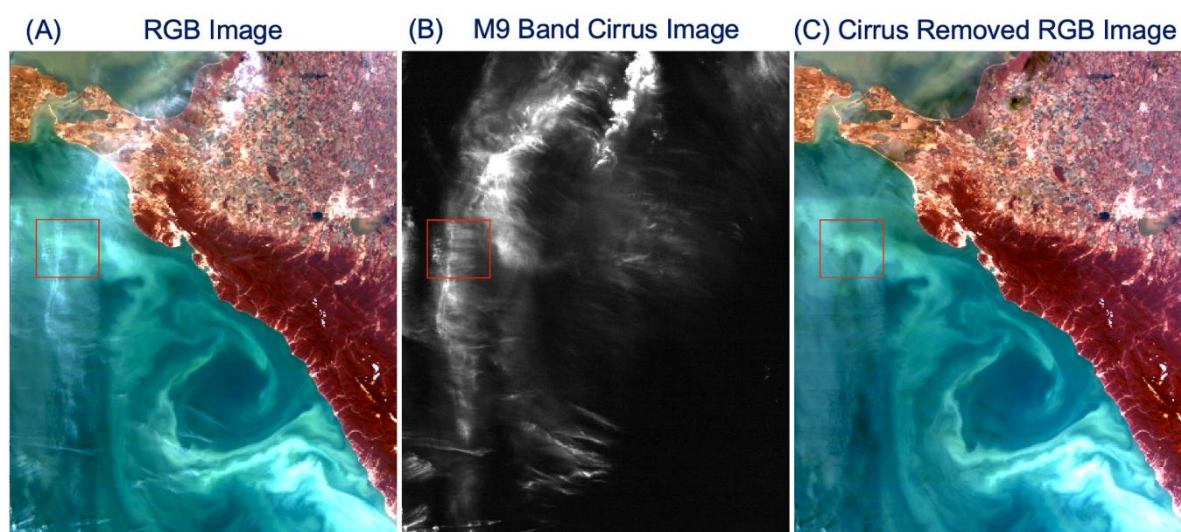 (A) RGB Image
(B) M9 Band Cirrus Image
(C) Cirrus Removed RGB Image